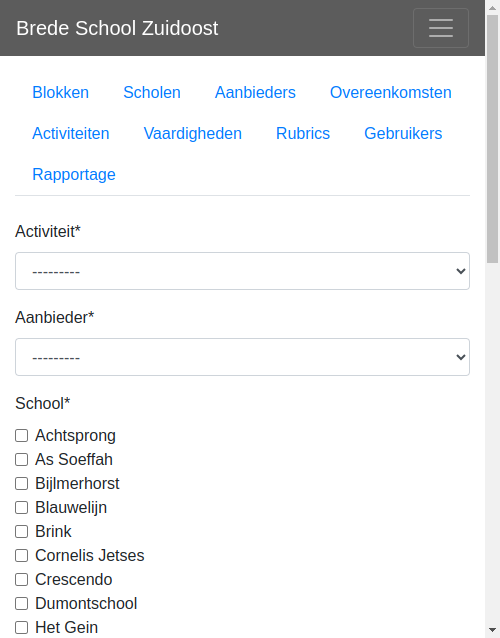 Brede School Zuidoost
Blokken Scholen Aanbieders Overeenkomsten
Activiteiten Vaardigheden Rubrics Gebruikers
Rapportage
Activiteit*
---------
Aanbieder*
---------
School*
Achtsprong
As Soeffah
Bijlmerhorst
Blauwelijn
Brink
Cornelis Jetses
Crescendo
Dumontschool
Het Gein